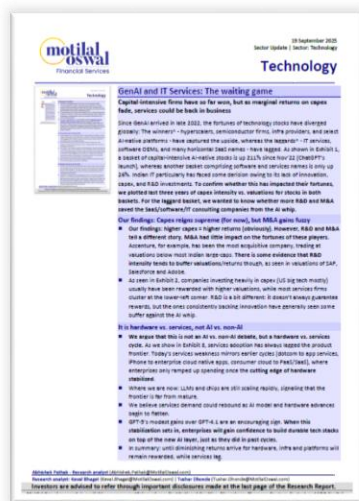 motilal
oswal
Financial Services
19 September 2025
Sector Update | Sector: Technology
Technology
GenAI and IT Services: The waiting game
Capital-intensive firms have so far won, but as marginal returns on capex
fade, services could be back in business
Since GenAI arrived in late 2022, the fortunes of technology stocks have diverged
globally: The winners* - hyperscalers, semiconductor firms, infra providers, and select
AI-native platforms - have captured the upside, whereas the laggards* - IT services,
software OEMs, and many horizontal SaaS names - have lagged. As shown in Exhibit 1,
a basket of capital-intensive AI-native stocks is up 211% since Nov'22 (ChatGPT's
launch), whereas another basket comprising software and services names is only up
26%. Indian IT particularly has faced some derision owing to its lack of innovation,
capex, and R&D investments. To confirm whether this has impacted their fortunes,
we plotted last three years of capex intensity vs. valuations for stocks in both
baskets. For the laggard basket, we wanted to know whether more R&D and M&A
saved the SaaS/software/IT consulting companies from the AI whip.
Our findings: Capex reigns supreme (for now), but M&A gains fuzzy
■ Our findings: higher capex = higher returns (obviously). However, R&D and M&A
tell a different story. M&A had little impact on the fortunes of these players.
Accenture, for example, has been the most acquisitive company, trading at
valuations below most Indian large-caps. There is some evidence that R&D
intensity tends to buffer valuations/returns though, as seen in valuations of SAP,
Salesforce and Adobe.
■ As seen in Exhibit 2, companies investing heavily in capex (US big tech mostly)
usually have been rewarded with higher valuations, while most services firms
cluster at the lower-left corner. R&D is a bit different: it doesn't always guarantee
rewards, but the ones consistently backing innovation have generally seen some
buffer against the AI whip.
It is hardware vs. services, not AI vs. non-AI
■ We argue that this is not an AI vs. non-AI debate, but a hardware vs. services
cycle. As we show in Exhibit 8, services adoption has always lagged the product
frontier. Today's services weakness mirrors earlier cycles (dotcom to app services,
iPhone to enterprise cloud native apps, consumer cloud to PaaS/SaaS), where
enterprises only ramped up spending once the cutting edge of hardware
stabilized.
■ Where we are now: LLMs and chips are still scaling rapidly, signaling that the
frontier is far from mature.
■ We believe services demand could rebound as AI model and hardware advances
begin to flatten.
■ GPT-5's modest gains over GPT-4.1 are an encouraging sign. When this
stabilization sets in, enterprises will gain confidence to build durable tech stacks
on top of the new AI layer, just as they did in past cycles.
■ In summary: until diminishing returns arrive for hardware, infra and platforms will
remain rewarded, while services lag.
Abhishek Pathak - Research analyst (Abhishek.Pathak@MotilalOswal.com)
Research analyst: Keval Bhagat (Keval.Bhagat@MotilalOswal.com) | Tushar Dhonde (Tushar.Dhonde@MotilalOswal.com)
Investors are advised to refer through important disclosures made at the last page of the Research Report.